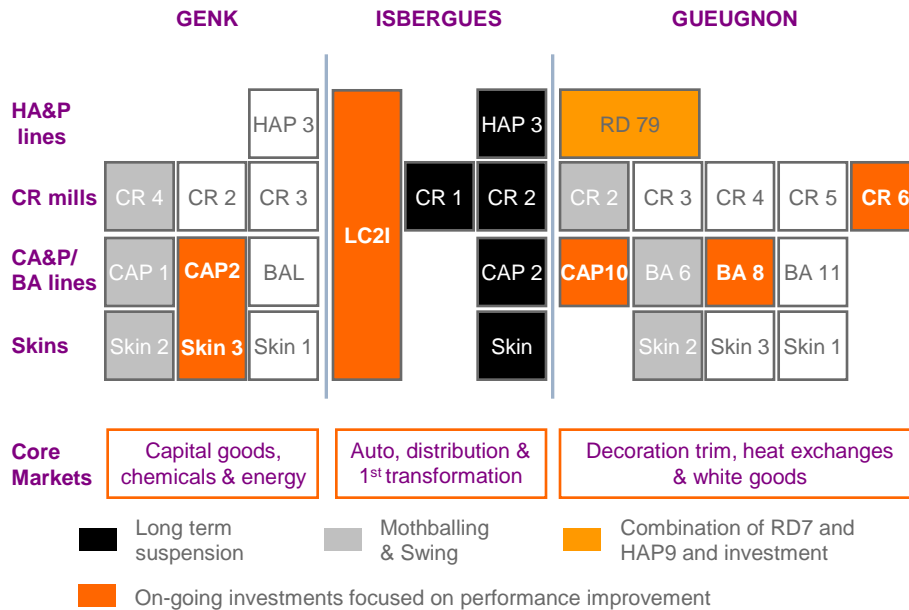 GENK ISBERGUES GUEUGNON
HA&P
lines
HAP 3 HAP 3 RD 79
CR mills CR 4 CR 2 CR 3 CR 1 CR 2 CR 2 CR 3 CR 4 CR 5 CR 6
LC2I
CA&P/
BA lines
CAP 1 CAP2 BAL CAP 2 CAP10 BA 6 BA 8 BA 11
Skins Skin 2 Skin 3 Skin 1 Skin Skin 2 Skin 3 Skin 1
Core
Markets
Capital goods,
chemicals & energy
Auto, distribution &
1st transformation
Decoration trim, heat exchanges
& white goods
Long term
suspension
Mothballing
& Swing
Combination of RD7 and
HAP9 and investment
On-going investments focused on performance improvement